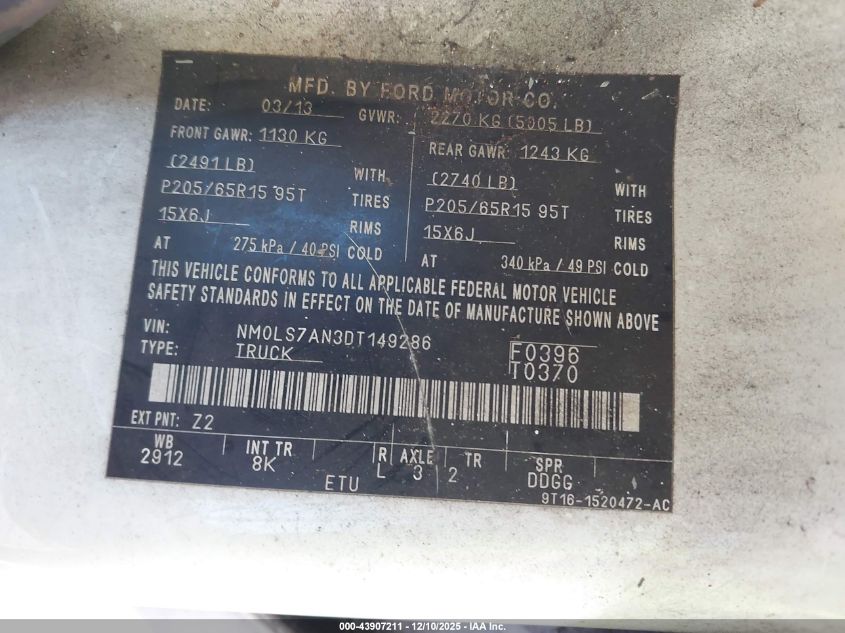 MFD. BY FORD MOTOR CO.
DATE: 03/13 GVWR: 2270 KG (5005 LB)
FRONT GAWR: 1130 KG REAR GAWR: 1243 KG
(2491 LB) WITH (2740 LB) WITH
P205/65R15 95T TIRES P205/65R15 95T TIRES
15X6J RIMS 15X6J RIMS
AT 275 kPa / 40 PSI COLD AT 340 kPa / 49 PSI COLD
THIS VEHICLE CONFORMS TO ALL APPLICABLE FEDERAL MOTOR VEHICLE
SAFETY STANDARDS IN EFFECT ON THE DATE OF MANUFACTURE SHOWN ABOVE
VIN: NM0LS7AN3DT149286 F0396
TYPE: TRUCK T0370
EXT PNT: Z2
WB INT TR R AXLE TR SPR
2912 8K L 3 2 DDGG
ETU 9T16-1520472-AC
000-43907211 - 12/10/2025 - IAA Inc.